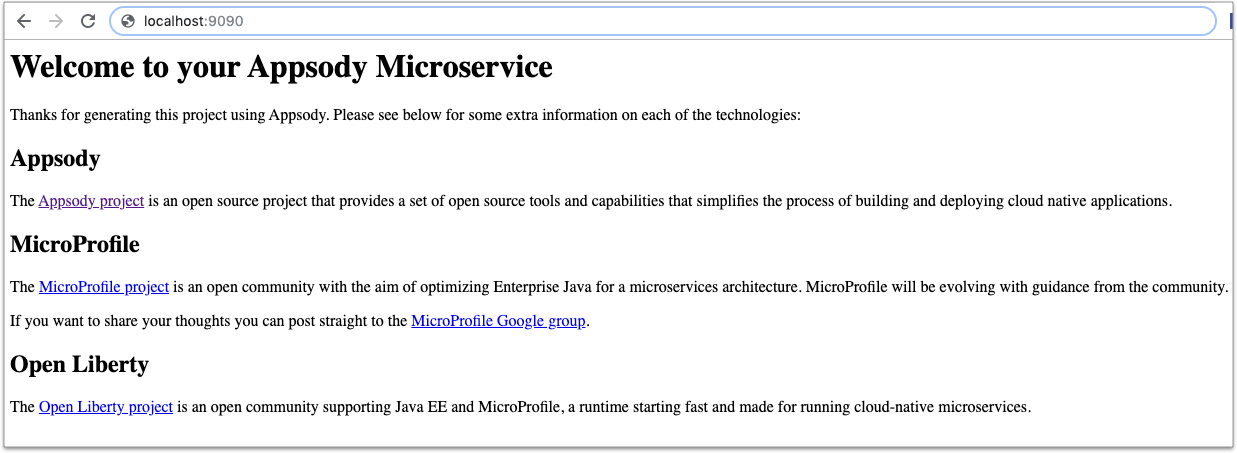 localhost:9090
Welcome to your Appsody Microservice
Thanks for generating this project using Appsody. Please see below for some extra information on each of the technologies:
Appsody
The Appsody project is an open source project that provides a set of open source tools and capabilities that simplifies the process of building and deploying cloud native applications.
MicroProfile
The MicroProfile project is an open community with the aim of optimizing Enterprise Java for a microservices architecture. MicroProfile will be evolving with guidance from the community.
If you want to share your thoughts you can post straight to the MicroProfile Google group.
Open Liberty
The Open Liberty project is an open community supporting Java EE and MicroProfile, a runtime starting fast and made for running cloud-native microservices.